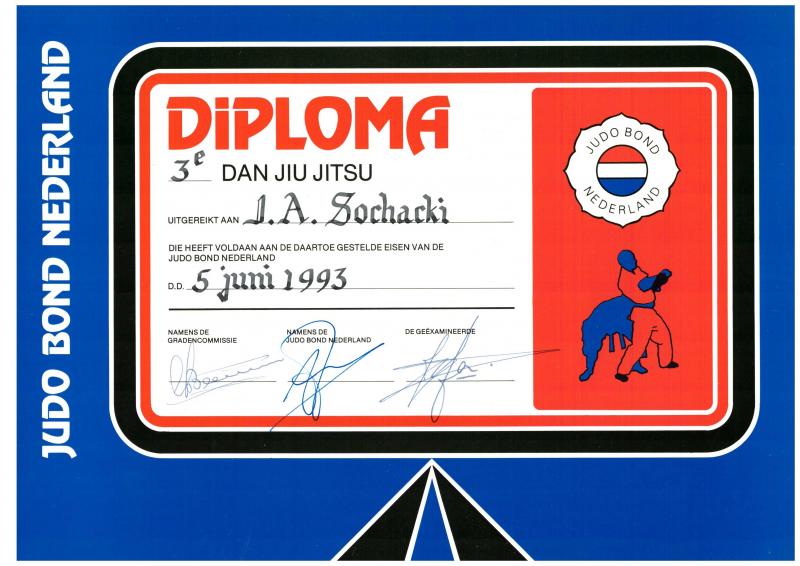 JUDO BOND NEDERLAND
DiPLOMA
3e DAN JIU JITSU
UITGEREIKT AAN J.A. Sochacki
DIE HEEFT VOLDAAN AAN DE DAARTOE GESTELDE EISEN VAN DE
JUDO BOND NEDERLAND
D.D. 5 juni 1993
NAMENS DE
GRADENCOMMISSIE
NAMENS DE
JUDO BOND NEDERLAND
DE GEËXAMINEERDE
JUDO BOND
NEDERLAND